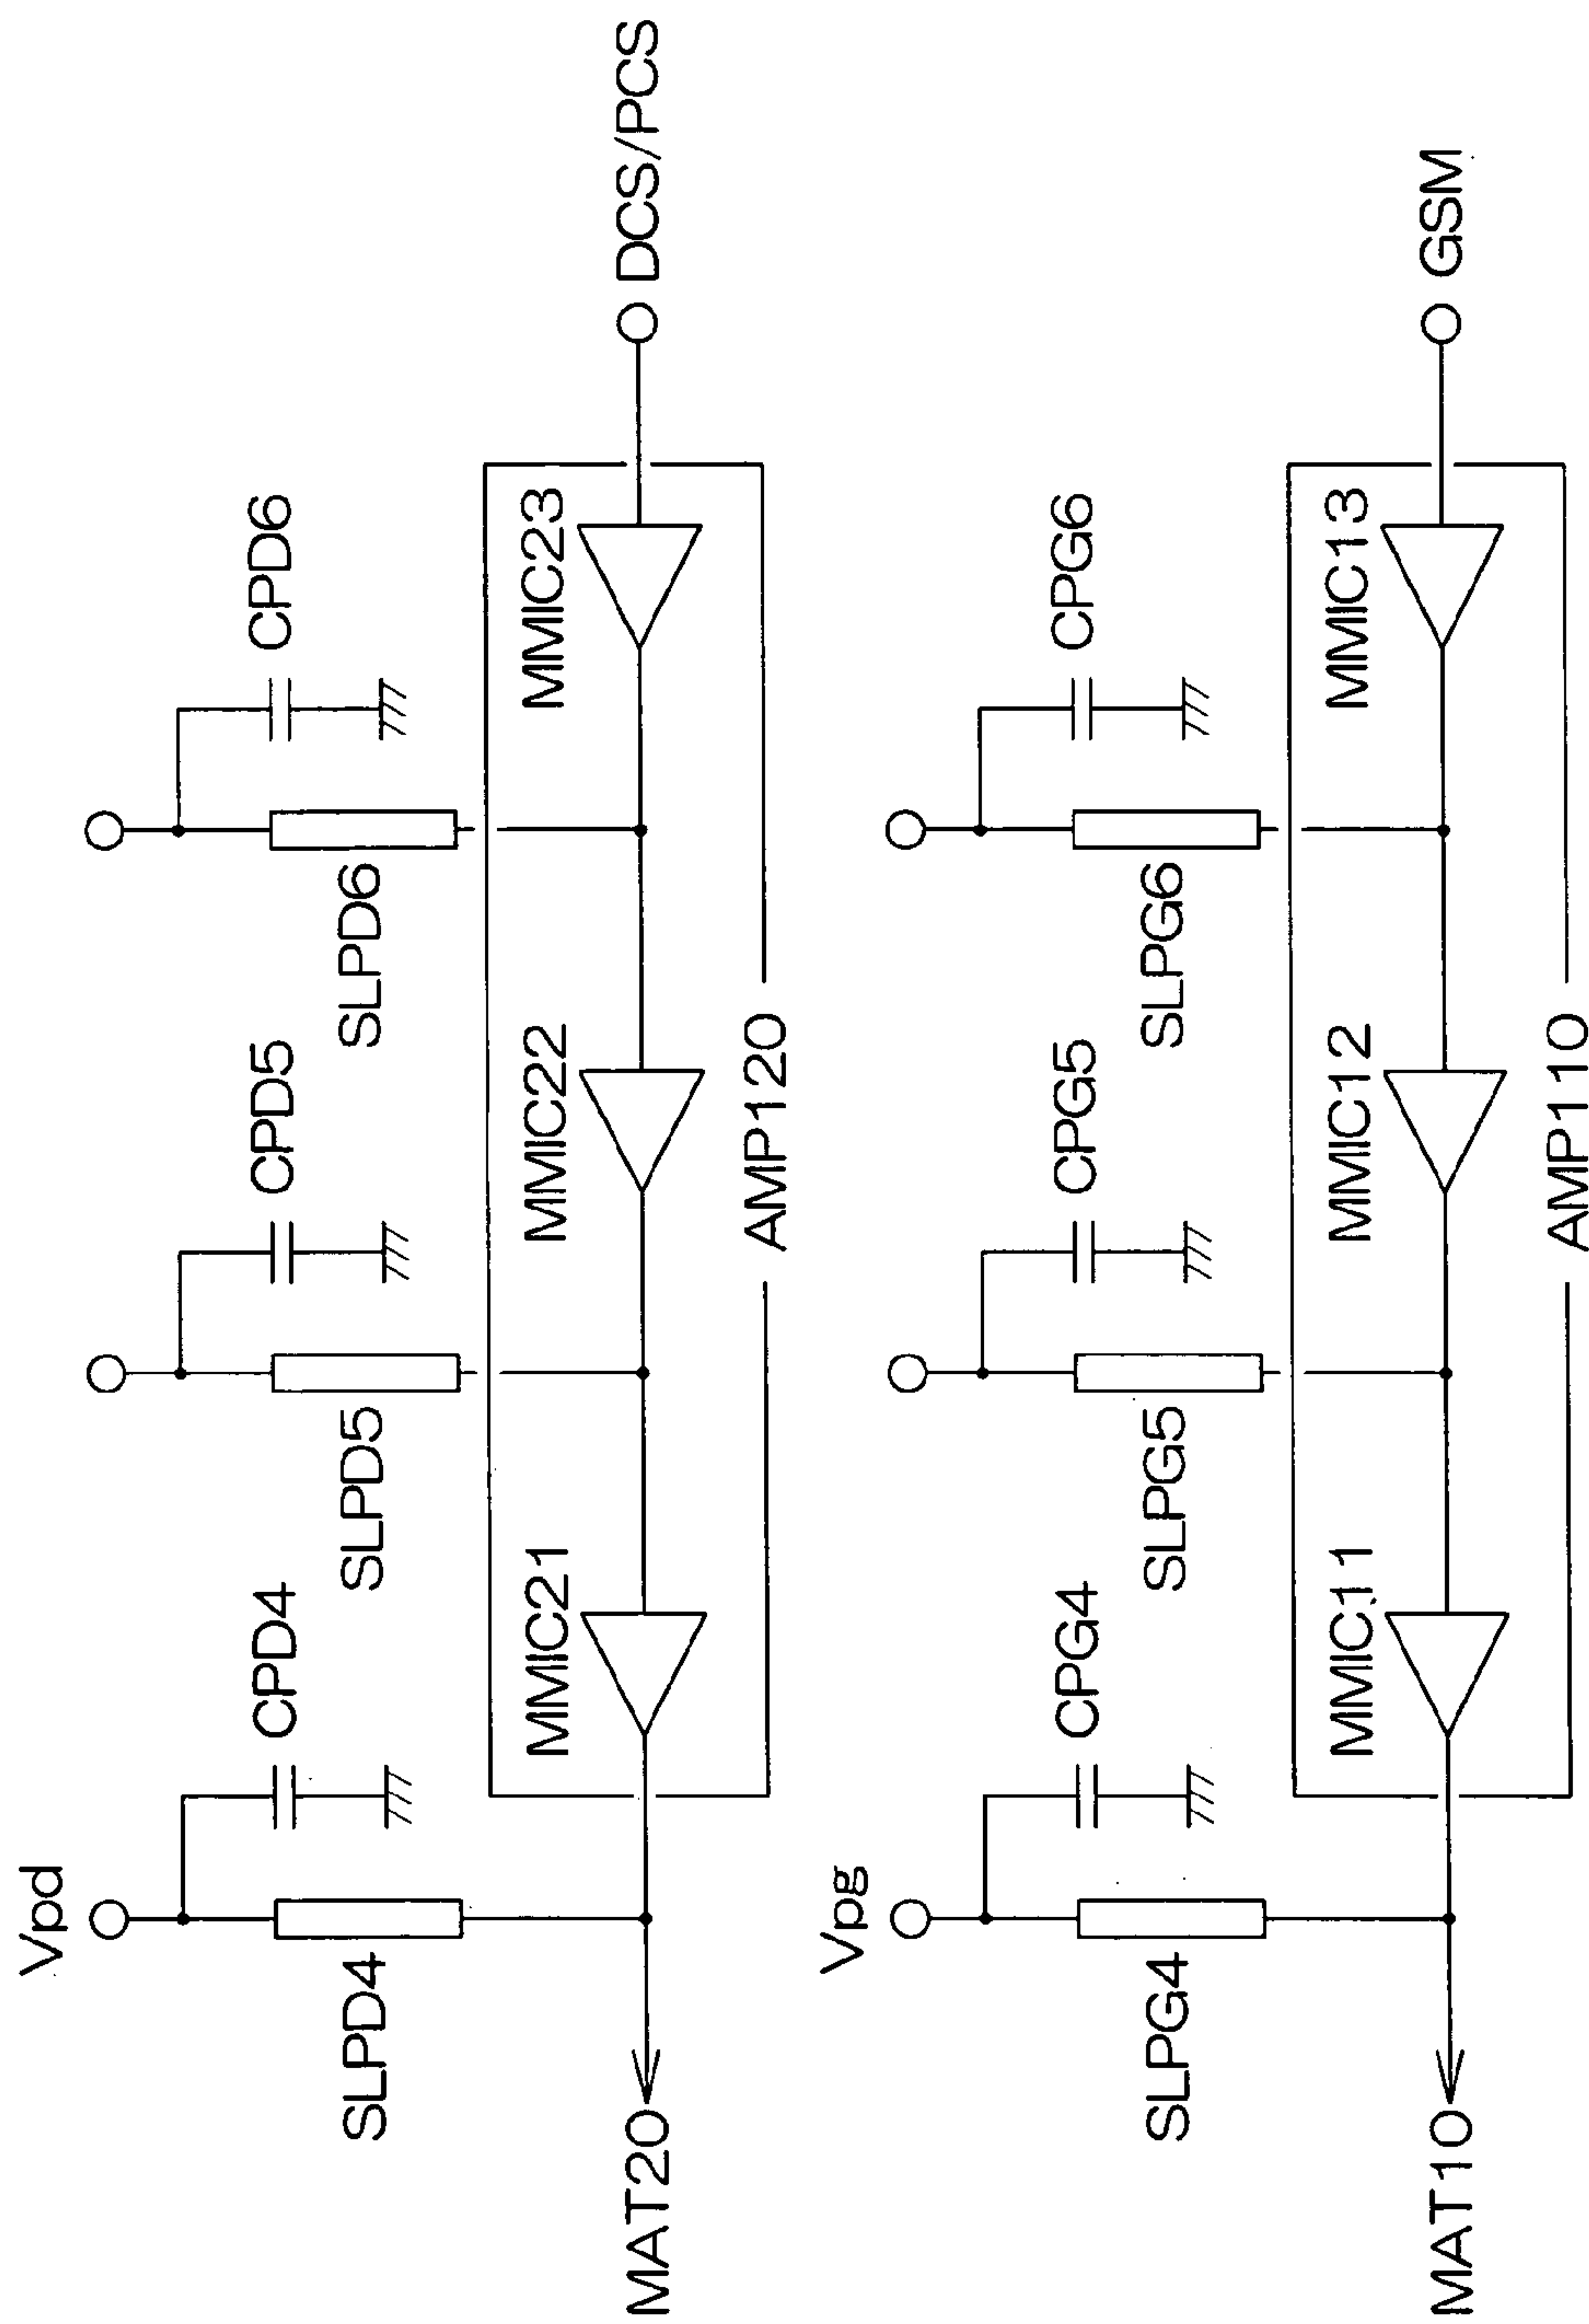 Vpd
SLPD4
CPD4
SLPD5
CPD5
SLPD6
CPD6
MAT20
MMIC21
MMIC22
MMIC23
DCS/PCS
AMP120
Vpg
SLPG4
CPG4
SLPG5
CPG5
SLPG6
CPG6
MAT10
MMIC11
MMIC12
MMIC13
GSM
AMP110